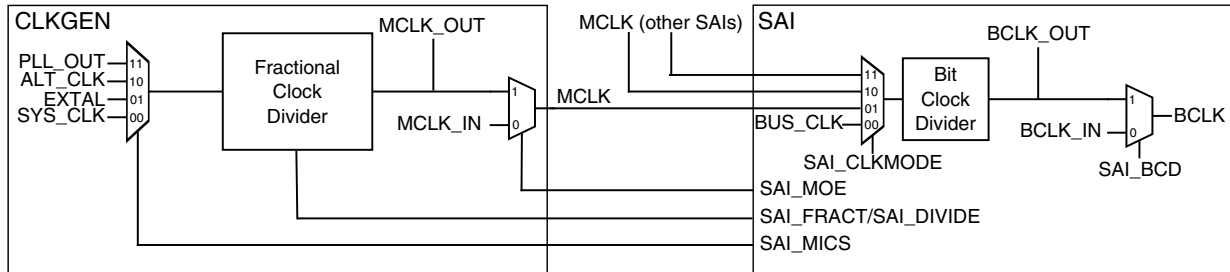 CLKGEN
PLL_OUT
ALT_CLK
EXTAL
SYS_CLK
11
10
01
00
Fractional
Clock
Divider
MCLK_OUT
MCLK_IN
1
0
MCLK
MCLK (other SAIs)
SAI
BUS_CLK
11
10
01
00
SAI_CLKMODE
Bit
Clock
Divider
BCLK_OUT
BCLK_IN
1
0
BCLK
SAI_BCD
SAI_MOE
SAI_FRACT/SAI_DIVIDE
SAI_MICS